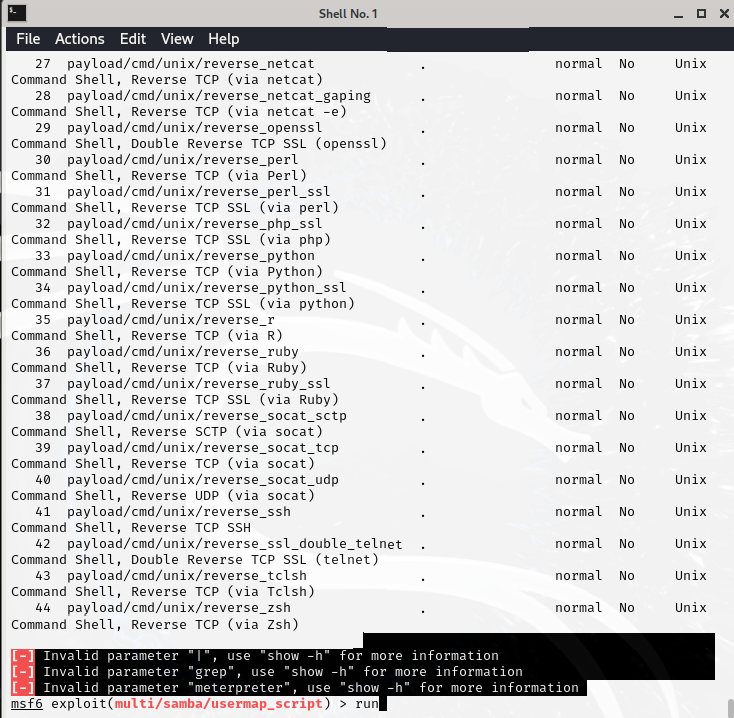 Shell No. 1
File Actions Edit View Help
27 payload/cmd/unix/reverse_netcat . normal No Unix
Command Shell, Reverse TCP (via netcat)
28 payload/cmd/unix/reverse_netcat_gaping . normal No Unix
Command Shell, Reverse TCP (via netcat -e)
29 payload/cmd/unix/reverse_openssl . normal No Unix
Command Shell, Double Reverse TCP SSL (openssl)
30 payload/cmd/unix/reverse_perl . normal No Unix
Command Shell, Reverse TCP (via Perl)
31 payload/cmd/unix/reverse_perl_ssl . normal No Unix
Command Shell, Reverse TCP SSL (via perl)
32 payload/cmd/unix/reverse_php_ssl . normal No Unix
Command Shell, Reverse TCP SSL (via php)
33 payload/cmd/unix/reverse_python . normal No Unix
Command Shell, Reverse TCP (via Python)
34 payload/cmd/unix/reverse_python_ssl . normal No Unix
Command Shell, Reverse TCP SSL (via python)
35 payload/cmd/unix/reverse_r . normal No Unix
Command Shell, Reverse TCP (via R)
36 payload/cmd/unix/reverse_ruby . normal No Unix
Command Shell, Reverse TCP (via Ruby)
37 payload/cmd/unix/reverse_ruby_ssl . normal No Unix
Command Shell, Reverse TCP SSL (via Ruby)
38 payload/cmd/unix/reverse_socat_sctp . normal No Unix
Command Shell, Reverse SCTP (via socat)
39 payload/cmd/unix/reverse_socat_tcp . normal No Unix
Command Shell, Reverse TCP (via socat)
40 payload/cmd/unix/reverse_socat_udp . normal No Unix
Command Shell, Reverse UDP (via socat)
41 payload/cmd/unix/reverse_ssh . normal No Unix
Command Shell, Reverse TCP SSH
42 payload/cmd/unix/reverse_ssl_double_telnet . normal No Unix
Command Shell, Double Reverse TCP SSL (telnet)
43 payload/cmd/unix/reverse_tclsh . normal No Unix
Command Shell, Reverse TCP (via Tclsh)
44 payload/cmd/unix/reverse_zsh . normal No Unix
Command Shell, Reverse TCP (via Zsh)
[-] Invalid parameter "|", use "show -h" for more information
[-] Invalid parameter "grep", use "show -h" for more information
[-] Invalid parameter "meterpreter", use "show -h" for more information
msf6 exploit(multi/samba/usermap_script) > run